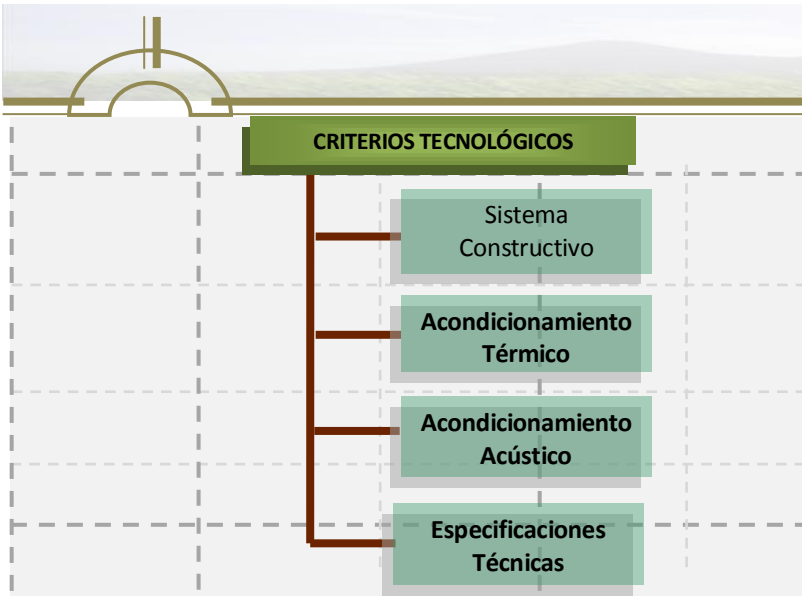 CRITERIOS TECNOLÓGICOS
Sistema
Constructivo
Acondicionamiento
Térmico
Acondicionamiento
Acústico
Especificaciones
Técnicas